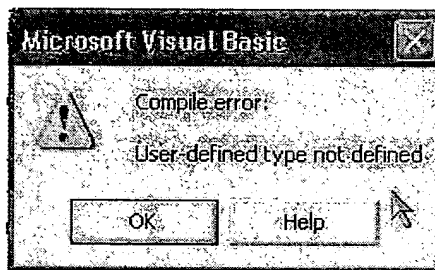 Microsoft Visual Basic
Compile error:
User-defined type not defined
OK
Help